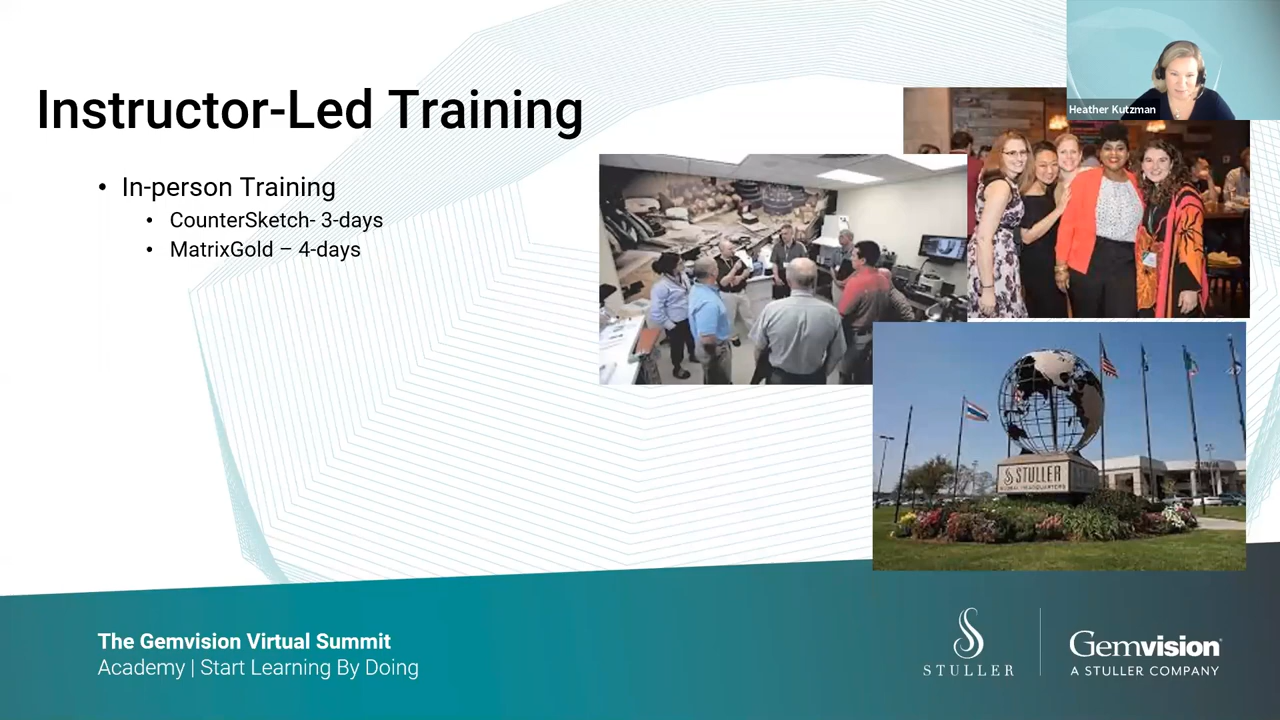 Instructor-Led Training
• In-person Training
• CounterSketch- 3-days
• MatrixGold – 4-days
Heather Kutzman
STULLER
The Gemvision Virtual Summit
Academy | Start Learning By Doing
STULLER
Gemvision®
A STULLER COMPANY